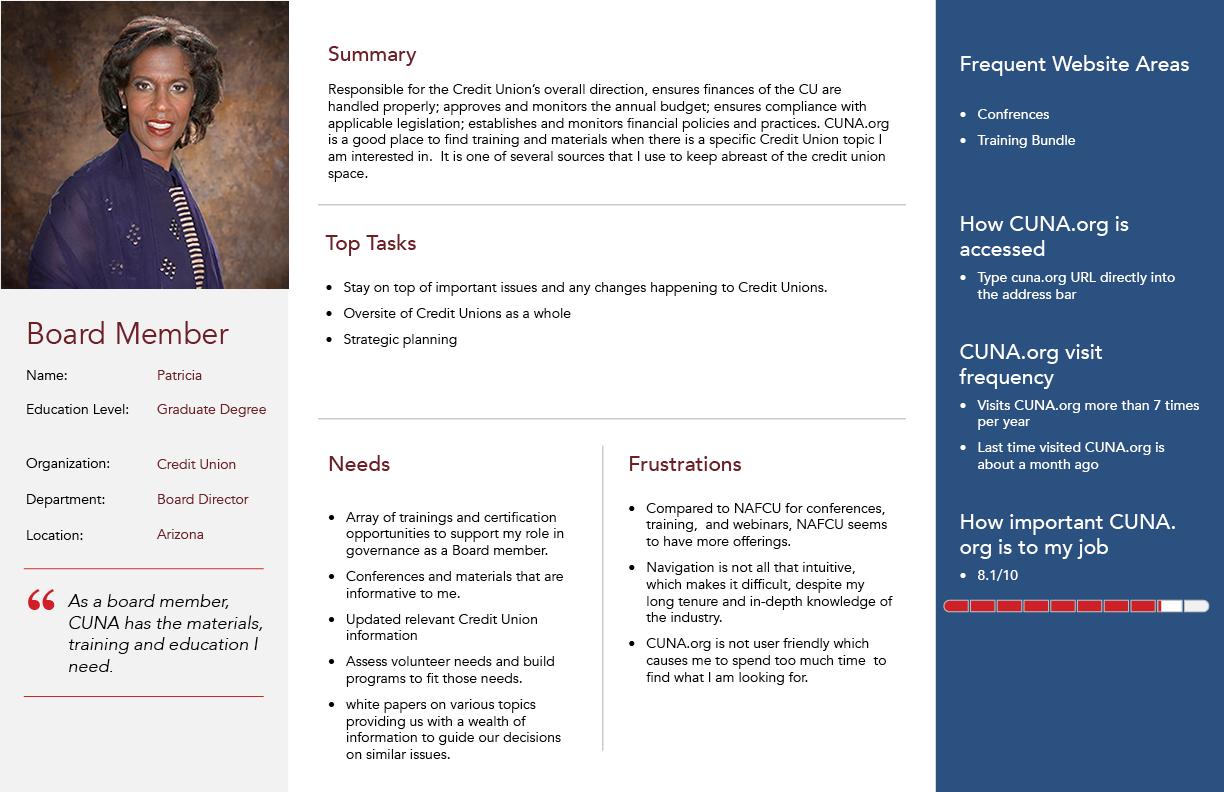 Board Member
Name: Patricia
Education Level: Graduate Degree
Organization: Credit Union
Department: Board Director
Location: Arizona
“ As a board member,
CUNA has the materials,
training and education I
need.
Summary
Responsible for the Credit Union’s overall direction, ensures finances of the CU are
handled properly; approves and monitors the annual budget; ensures compliance with
applicable legislation; establishes and monitors financial policies and practices. CUNA.org
is a good place to find training and materials when there is a specific Credit Union topic I
am interested in.  It is one of several sources that I use to keep abreast of the credit union
space.
Top Tasks
• Stay on top of important issues and any changes happening to Credit Unions.
• Oversite of Credit Unions as a whole
• Strategic planning
Needs
• Array of trainings and certification
opportunities to support my role in
governance as a Board member.
• Conferences and materials that are
informative to me.
• Updated relevant Credit Union
information
• Assess volunteer needs and build
programs to fit those needs.
• white papers on various topics
providing us with a wealth of
information to guide our decisions
on similar issues.
Frustrations
• Compared to NAFCU for conferences,
training,  and webinars, NAFCU seems
to have more offerings.
• Navigation is not all that intuitive,
which makes it difficult, despite my
long tenure and in-depth knowledge of
the industry.
• CUNA.org is not user friendly which
causes me to spend too much time  to
find what I am looking for.
Frequent Website Areas
• Confrences
• Training Bundle
How CUNA.org is
accessed
• Type cuna.org URL directly into
the address bar
CUNA.org visit
frequency
• Visits CUNA.org more than 7 times
per year
• Last time visited CUNA.org is
about a month ago
How important CUNA.
org is to my job
• 8.1/10